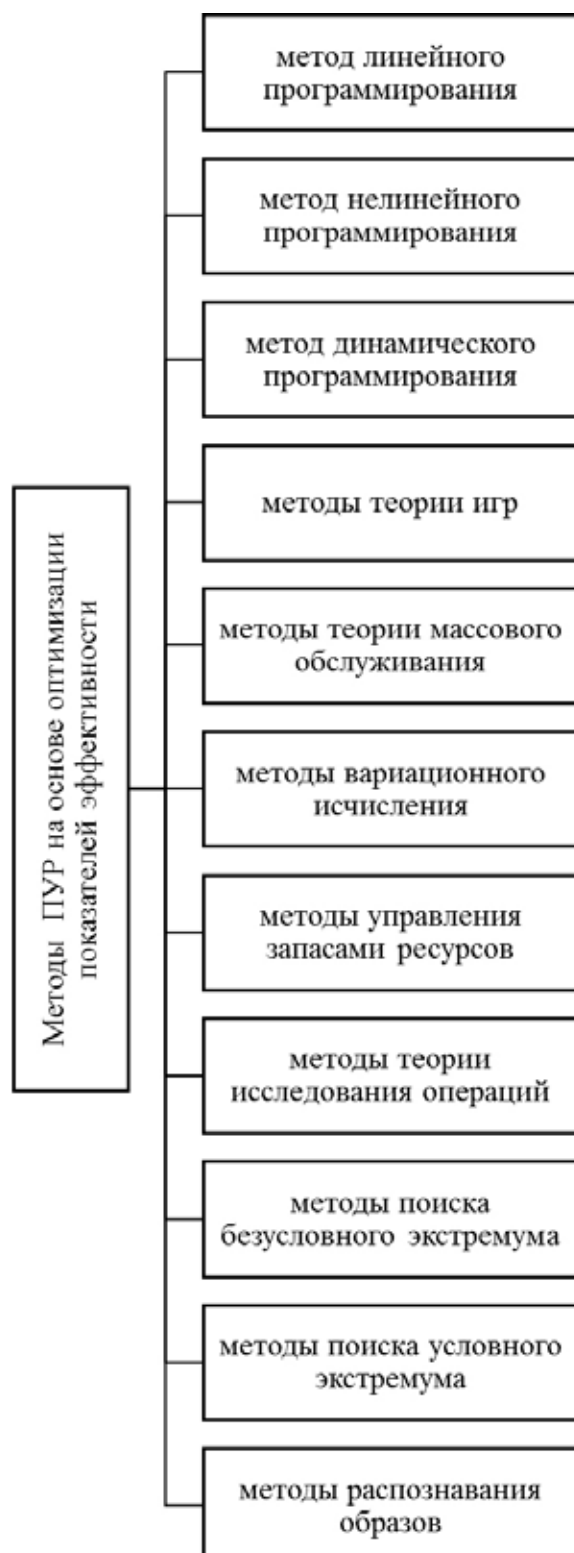 Методы ПУР на основе оптимизации
показателей эффективности
метод линейного
программирования
метод нелинейного
программирования
метод динамического
программирования
методы теории игр
методы теории массового
обслуживания
методы вариационного
исчисления
методы управления
запасами ресурсов
методы теории
исследования операций
методы поиска
безусловного экстремума
методы поиска условного
экстремума
методы распознавания
образов